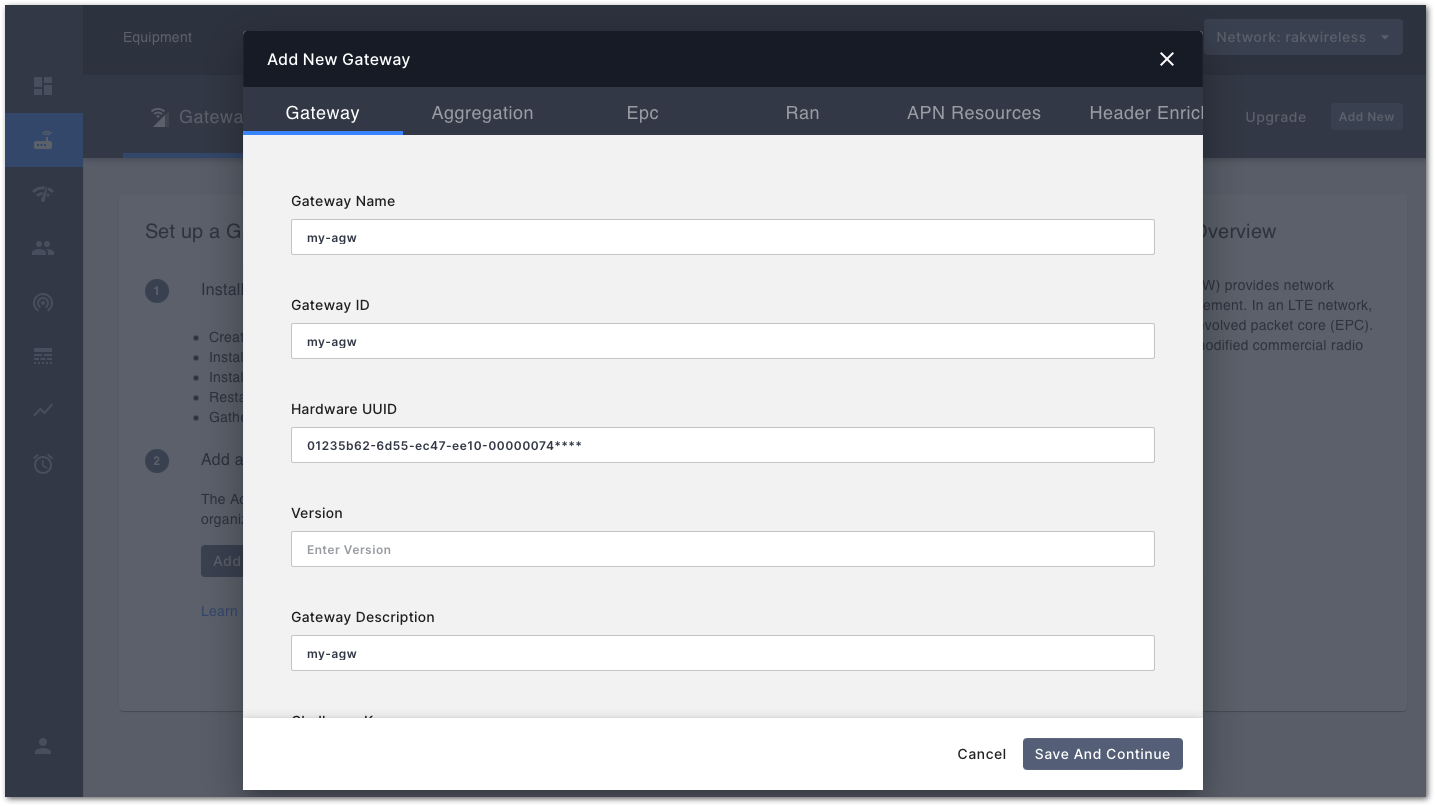 Equipment
Network: rakwireless
Add New Gateway
Gateway Aggregation Epc Ran APN Resources Header Enrich
Gatewa
Upgrade Add New
Gateway Name
my-agw
Gateway ID
my-agw
Hardware UUID
01235b62-6d55-ec47-ee10-00000074****
Version
Enter Version
Gateway Description
my-agw
Cancel Save And Continue
Set up a G
1 Install
Creat
Instal
Instal
Resta
Gathe
2 Add a
The Ac
organiz
Add
Learn
Overview
W) provides network
ement. In an LTE network,
evolved packet core (EPC).
modified commercial radio